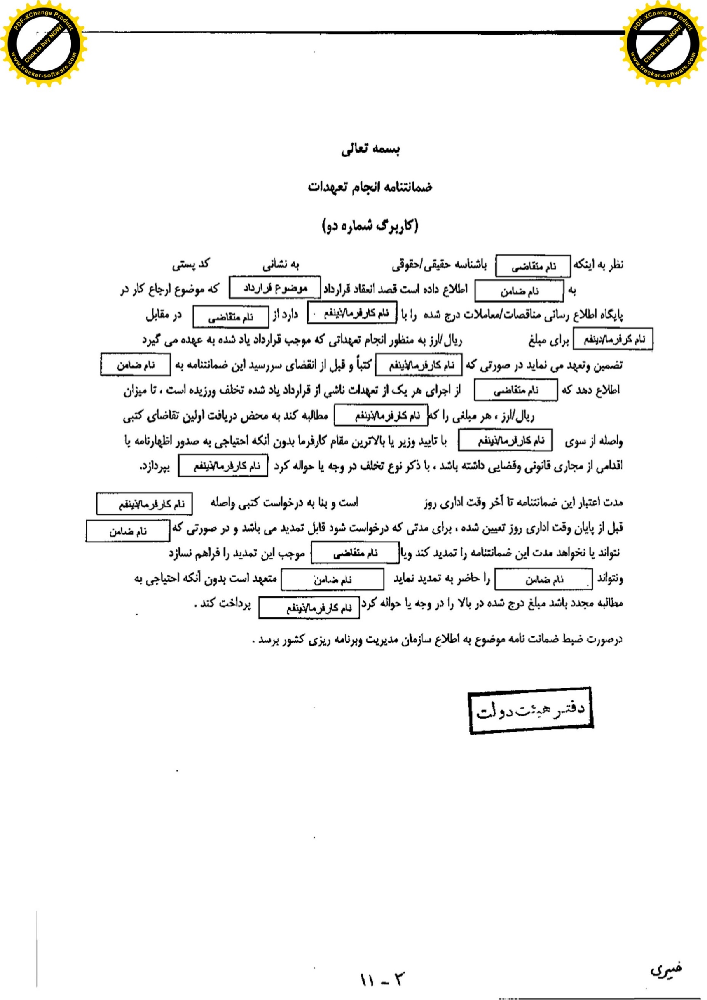 PDF-XChange Product
Click to buy NOW!
www.tracker-software.com
PDF-XChange Product
Click to buy NOW!
www.tracker-software.com
بسمه تعالی
ضمانتنامه انجام تعهدات
(کاربرگ شماره دو)
نظر به اینکه نام متقاضی باشناسه حقیقی/حقوقی به نشانی کد پستی
به نام ضامن اطلاع داده است قصد انعقاد قرارداد موضوع قرارداد که موضوع ارجاع کار در
پایگاه اطلاع رسانی مناقصات/معاملات درج شده را با نام کارفرما/ذینفع دارد از نام متقاضی در مقابل
نام کرفرما/ذینفع برای مبلغ ریال/ارز به منظور انجام تعهداتی که موجب قرارداد یاد شده به عهده می گیرد
تضمین وتعهد می نماید در صورتی که نام کارفرما/ذینفع کتباً و قبل از انقضای سررسید این ضمانتنامه به نام ضامن
اطلاع دهد که نام متقاضی از اجرای هر یک از تعهدات ناشی از قرارداد یاد شده تخلف ورزیده است ، تا میزان
ریال/ارز ، هر مبلغی را که نام کارفرما/ذینفع مطالبه کند به محض دریافت اولین تقاضای کتبی
واصله از سوی نام کارفرما/ذینفع با تایید وزیر یا بالاترین مقام کارفرما بدون آنکه احتیاجی به صدور اظهارنامه یا
اقدامی از مجاری قانونی وقضایی داشته باشد ، با ذکر نوع تخلف در وجه یا حواله کرد نام کارفرما/ذینفع بپردازد.
مدت اعتبار این ضمانتنامه تا آخر وقت اداری روز است و بنا به درخواست کتبی واصله نام کارفرما/ذینفع
قبل از پایان وقت اداری روز تعیین شده ، برای مدتی که درخواست شود قابل تمدید می باشد و در صورتی که نام ضامن
نتواند یا نخواهد مدت این ضمانتنامه را تمدید کند ویا نام متقاضی موجب این تمدید را فراهم نسازد
ونتواند نام ضامن را حاضر به تمدید نماید نام ضامن متعهد است بدون آنکه احتیاجی به
مطالبه مجدد باشد مبلغ درج شده در بالا را در وجه یا حواله کرد نام کارفرما/ذینفع پرداخت کند .
درصورت ضبط ضمانت نامه موضوع به اطلاع سازمان مدیریت وبرنامه ریزی کشور برسد .
دفتر هیئت دولت
۲ - ۱۱